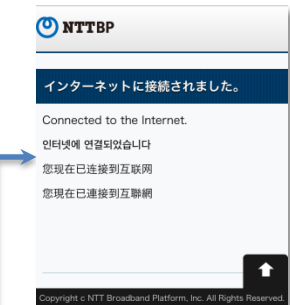 NTTBP
インターネットに接続されました。
Connected to the Internet.
인터넷에 연결되었습니다
您现在已连接到互联网
您現在已連接到互聯網
Copyright c NTT Broadband Platform, Inc. All Rights Reserved.